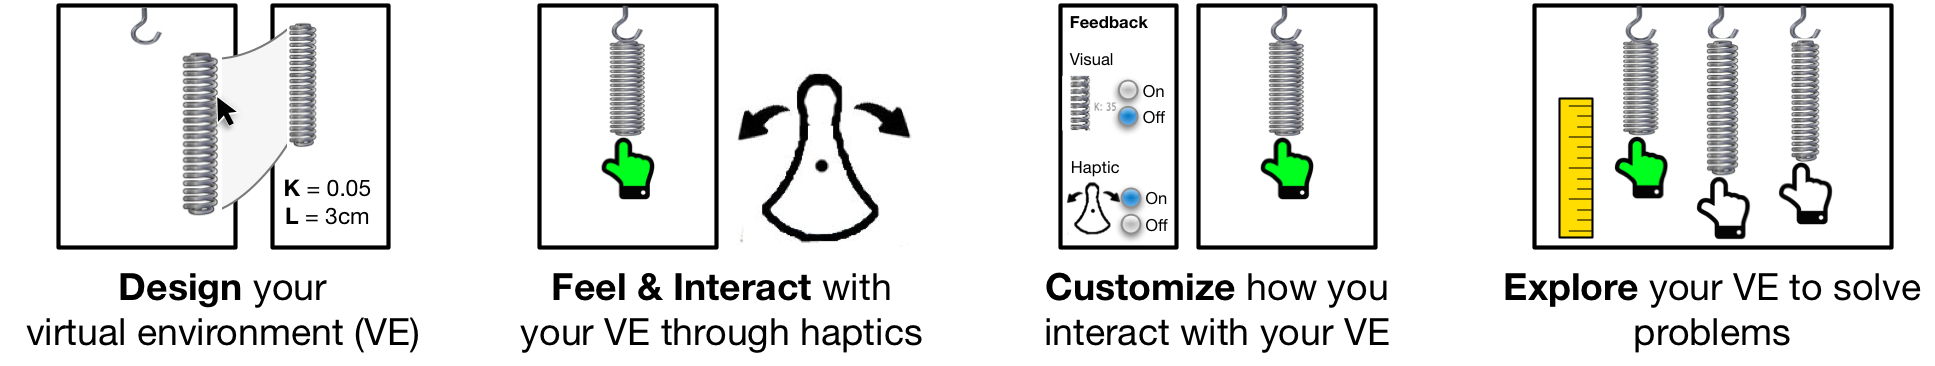 K = 0.05
L = 3cm
Design your
virtual environment (VE)
Feel & Interact with
your VE through haptics
Feedback
Visual
K: 35
On
Off
Haptic
On
Off
Customize how you
interact with your VE
Explore your VE to solve
problems